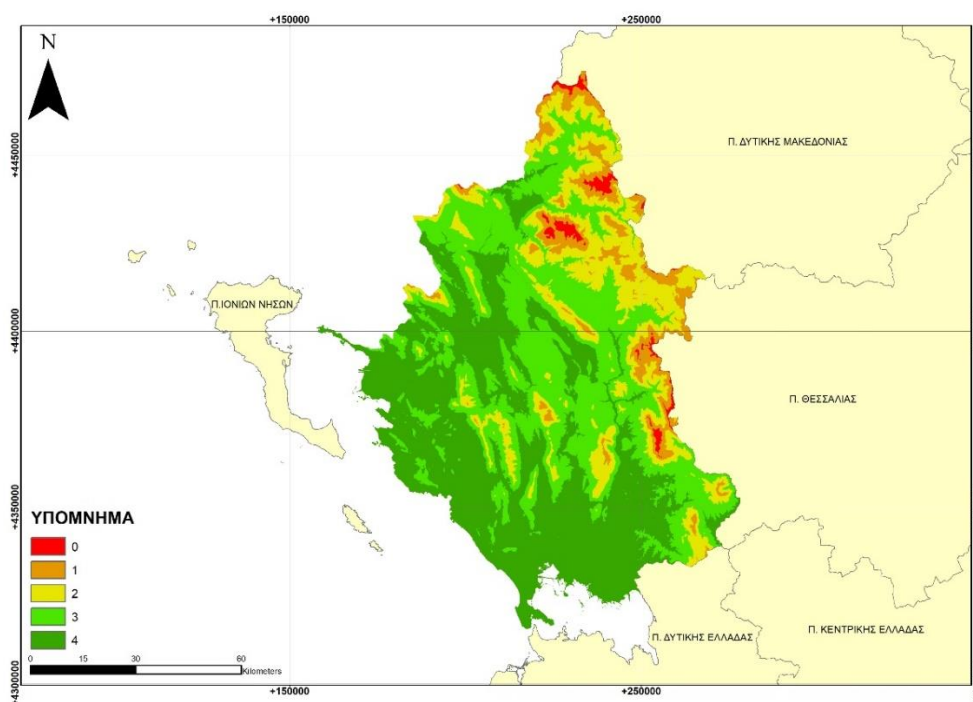 +150000
+250000
N
+4450000
Π. ΔΥΤΙΚΗΣ ΜΑΚΕΔΟΝΙΑΣ
Π.ΙΟΝΙΩΝ ΝΗΣΩΝ
+4400000
Π. ΘΕΣΣΑΛΙΑΣ
+4350000
ΥΠΟΜΝΗΜΑ
0
1
2
3
4
Π. ΔΥΤΙΚΗΣ ΕΛΛΑΔΑΣ
Π. ΚΕΝΤΡΙΚΗΣ ΕΛΛΑΔΑΣ
0 15 30 60
Kilometers
+4300000
+150000
+250000